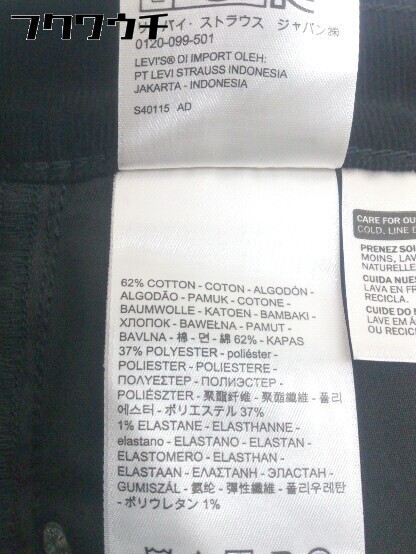 フクウクウチ
リーバイ・ストラウス ジャパン㈱
0120-099-501
LEVI'S® DI IMPORT OLEH:
PT LEVI STRAUSS INDONESIA
JAKARTA - INDONESIA
S40115 AD
62% COTTON - COTON - ALGODÓN -
ALGODÃO - PAMUK - COTONE -
BAUMWOLLE - KATOEN - BAMBAKI -
ХЛОПОК - BAWEŁNA - PAMUT -
BAVLNA - 棉 - 면 - 綿 62% - KAPAS
37% POLYESTER - poliéster -
POLIESTER - POLIESTERE -
ΠΟΛΥΕΣΤΕΡ - ПОЛИЭСТЕР -
POLIÉSZTER - 聚酯纤维 - 聚酯纖維 - 폴리
에스터 - ポリエステル 37%
1% ELASTANE - ELASTHANNE -
elastano - ELASTANO - ELASTAN -
ELASTOMERO - ELASTHAN -
ELASTAAN - ΕΛΑΣΤΑΝΗ - ЭЛАСТАН -
GUMISZÁL - 氨纶 - 彈性纖維 - 폴리우레탄
- ポリウレタン 1%
CARE FOR OU
COLD, LINE D
PRENEZ SOI
MOINS, LAV
NATURELLE
CUIDA NUES
LAVA EN FR
RECICLA.
CUIDE DO
LAVE EM Á
OU RECIC